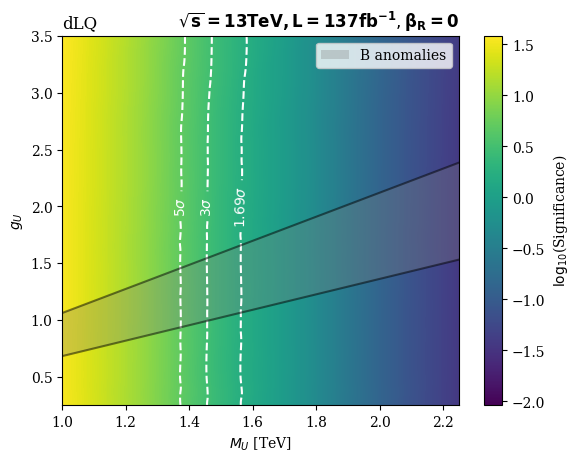 dLQ √s = 13TeV, L = 137fb⁻¹, β_R = 0
B anomalies
3.5
3.0
2.5
2.0
1.5
1.0
0.5
g_U
5σ
3σ
1.69σ
1.0 1.2 1.4 1.6 1.8 2.0 2.2
M_U [TeV]
1.5
1.0
0.5
0.0
−0.5
−1.0
−1.5
−2.0
log₁₀(Significance)